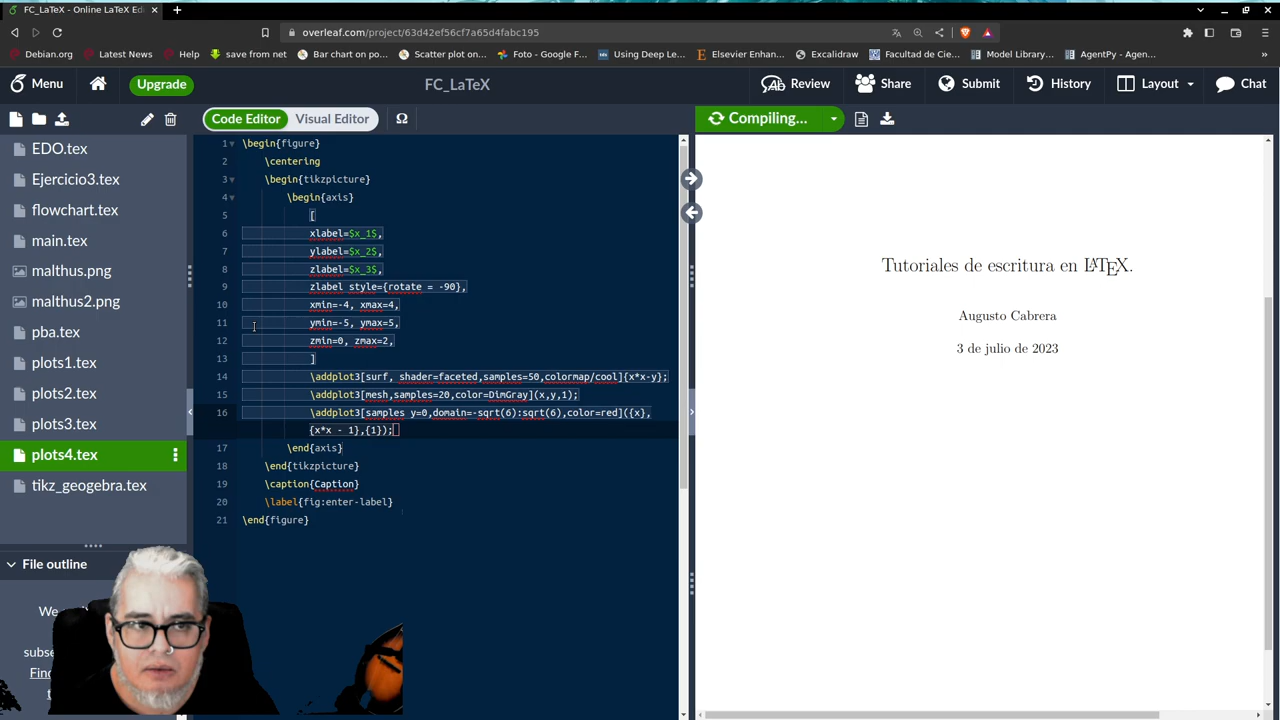 FC_LaTeX - Online LaTeX Edi
overleaf.com/project/63d42ef56cf7a65d4fabc195
Debian.org
Latest News
Help
save from net
Bar chart on po...
Scatter plot on...
Foto - Google F...
Using Deep Le...
Elsevier Enhan...
Excalidraw
Facultad de Cie...
Model Library...
AgentPy - Agen...
Menu
Upgrade
FC_LaTeX
Review
Share
Submit
History
Layout
Chat
Code Editor
Visual Editor
Ω
Compiling...
EDO.tex
Ejercicio3.tex
flowchart.tex
main.tex
malthus.png
malthus2.png
pba.tex
plots1.tex
plots2.tex
plots3.tex
plots4.tex
tikz_geogebra.tex
File outline
We
subse
Find
1 \begin{figure}
2 \centering
3 \begin{tikzpicture}
4 \begin{axis}
5 [
6 xlabel=$x_1$,
7 ylabel=$x_2$,
8 zlabel=$x_3$,
9 zlabel style={rotate = -90},
10 xmin=-4, xmax=4,
11 ymin=-5, ymax=5,
12 zmin=0, zmax=2,
13 ]
14 \addplot3[surf, shader=faceted,samples=50,colormap/cool]{x*x-y};
15 \addplot3[mesh,samples=20,color=DimGray](x,y,1);
16 \addplot3[samples y=0,domain=-sqrt(6):sqrt(6),color=red]({x},
{x*x - 1},{1});
17 \end{axis}
18 \end{tikzpicture}
19 \caption{Caption}
20 \label{fig:enter-label}
21 \end{figure}
Tutoriales de escritura en LATEX.
Augusto Cabrera
3 de julio de 2023